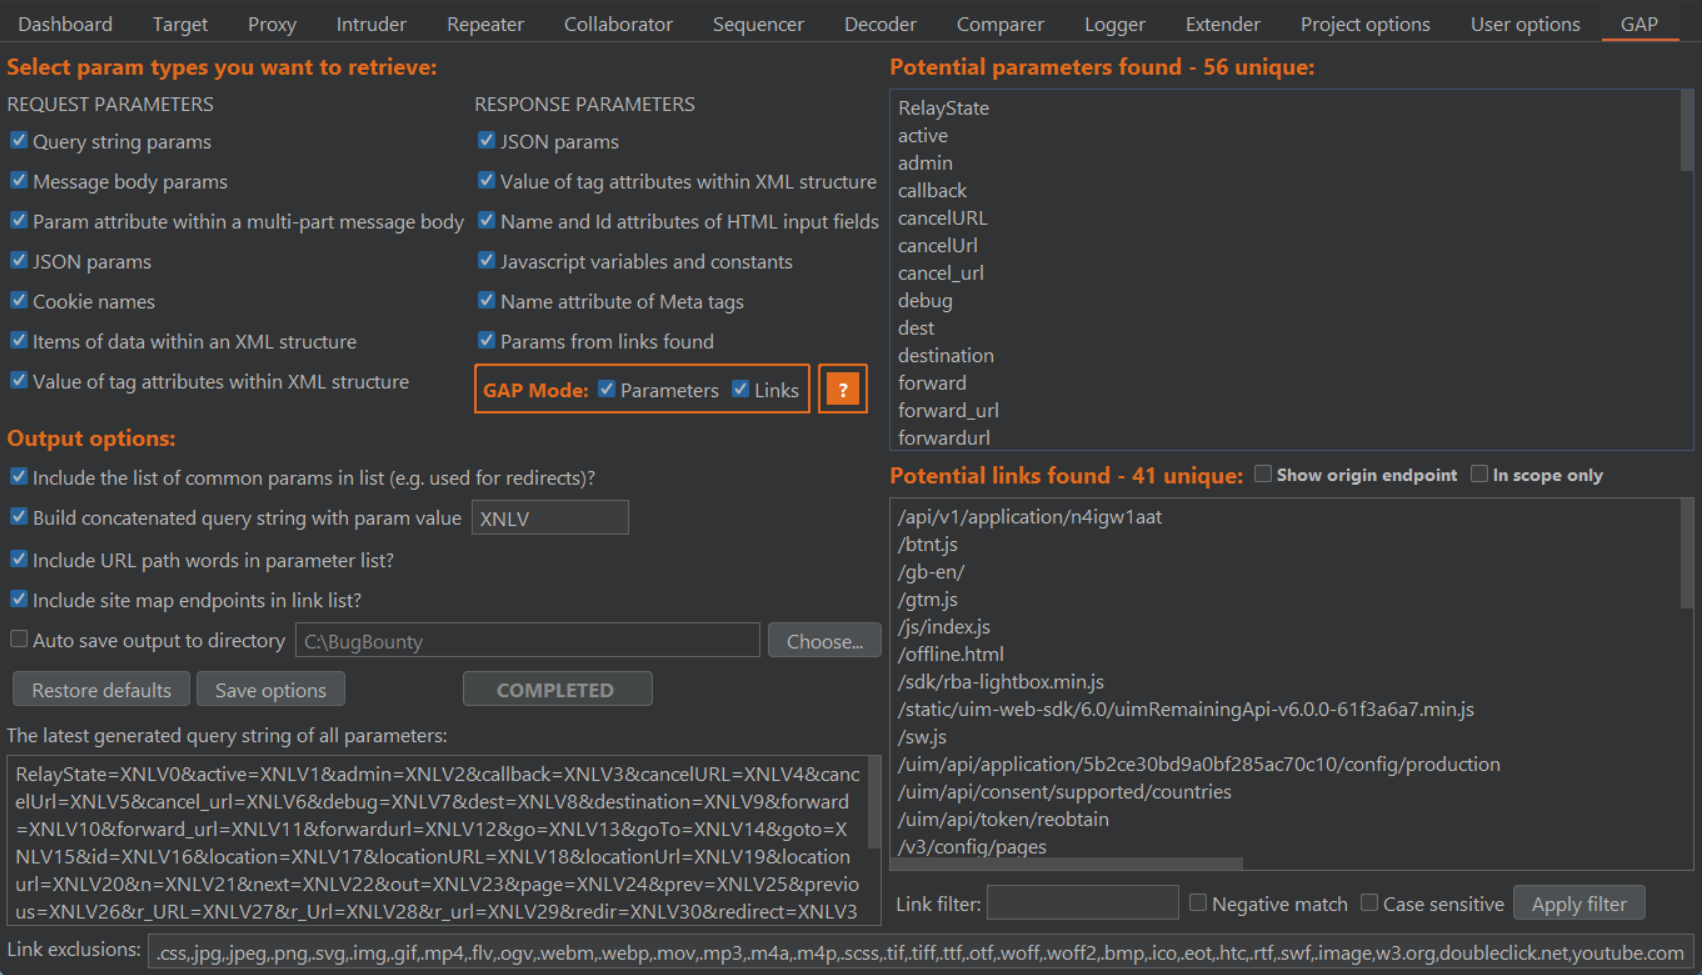 Dashboard Target Proxy Intruder Repeater Collaborator Sequencer Decoder Comparer Logger Extender Project options User options GAP
Select param types you want to retrieve:
REQUEST PARAMETERS
Query string params
Message body params
Param attribute within a multi-part message body
JSON params
Cookie names
Items of data within an XML structure
Value of tag attributes within XML structure
RESPONSE PARAMETERS
JSON params
Value of tag attributes within XML structure
Name and Id attributes of HTML input fields
Javascript variables and constants
Name attribute of Meta tags
Params from links found
GAP Mode: Parameters Links ?
Output options:
Include the list of common params in list (e.g. used for redirects)?
Build concatenated query string with param value XNLV
Include URL path words in parameter list?
Include site map endpoints in link list?
Auto save output to directory C:\BugBounty Choose...
Restore defaults Save options COMPLETED
The latest generated query string of all parameters:
RelayState=XNLV0&active=XNLV1&admin=XNLV2&callback=XNLV3&cancelURL=XNLV4&canc
elUrl=XNLV5&cancel_url=XNLV6&debug=XNLV7&dest=XNLV8&destination=XNLV9&forward
=XNLV10&forward_url=XNLV11&forwardurl=XNLV12&go=XNLV13&goTo=XNLV14&goto=X
NLV15&id=XNLV16&location=XNLV17&locationURL=XNLV18&locationUrl=XNLV19&location
url=XNLV20&n=XNLV21&next=XNLV22&out=XNLV23&page=XNLV24&prev=XNLV25&previo
us=XNLV26&r_URL=XNLV27&r_Url=XNLV28&r_url=XNLV29&redir=XNLV30&redirect=XNLV3
Potential parameters found - 56 unique:
RelayState
active
admin
callback
cancelURL
cancelUrl
cancel_url
debug
dest
destination
forward
forward_url
forwardurl
Potential links found - 41 unique: Show origin endpoint In scope only
/api/v1/application/n4igw1aat
/btnt.js
/gb-en/
/gtm.js
/js/index.js
/offline.html
/sdk/rba-lightbox.min.js
/static/uim-web-sdk/6.0/uimRemainingApi-v6.0.0-61f3a6a7.min.js
/sw.js
/uim/api/application/5b2ce30bd9a0bf285ac70c10/config/production
/uim/api/consent/supported/countries
/uim/api/token/reobtain
/v3/config/pages
Link filter: Negative match Case sensitive Apply filter
Link exclusions: .css,.jpg,.jpeg,.png,.svg,.img,.gif,.mp4,.flv,.ogv,.webm,.webp,.mov,.mp3,.m4a,.m4p,.scss,.tif,.tiff,.ttf,.otf,.woff,.woff2,.bmp,.ico,.eot,.htc,.rtf,.swf,.image,w3.org,doubleclick.net,youtube.com